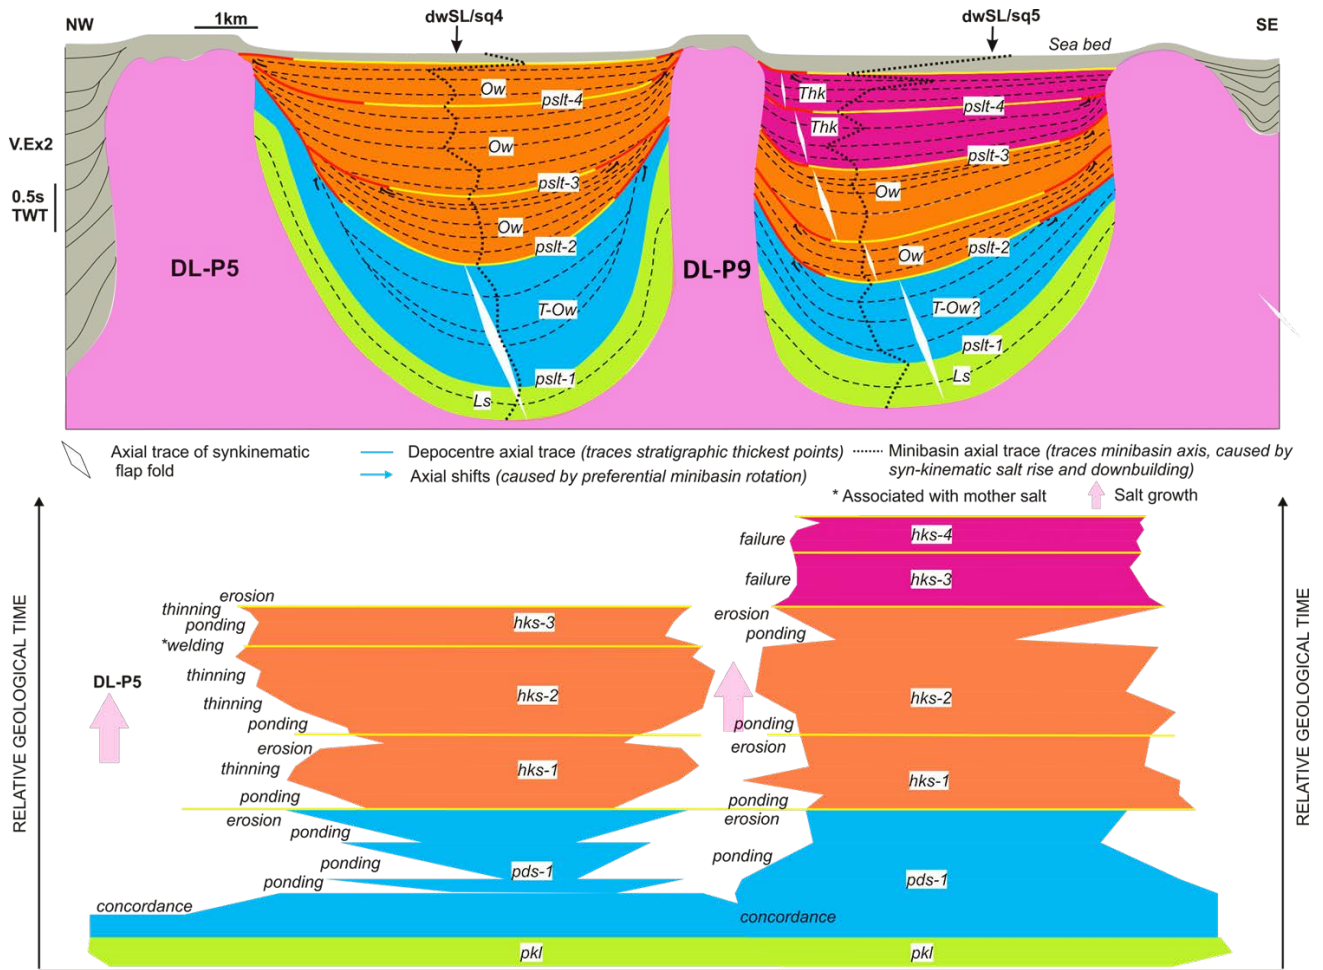 NW
1km
dwSL/sq4
dwSL/sq5
Sea bed
SE
V.Ex2
0.5s
TWT
Ow
pslt-4
Ow
pslt-3
Ow
pslt-2
T-Ow
pslt-1
Ls
DL-P5
DL-P9
Thk
pslt-4
Thk
pslt-3
Ow
pslt-2
Ow
T-Ow?
pslt-1
Ls
Axial trace of synkinematic
flap fold
Depocentre axial trace (traces stratigraphic thickest points)
Axial shifts (caused by preferential minibasin rotation)
Minibasin axial trace (traces minibasin axis, caused by
syn-kinematic salt rise and downbuilding)
* Associated with mother salt
Salt growth
RELATIVE GEOLOGICAL TIME
DL-P5
erosion
thinning
ponding
*welding
thinning
thinning
ponding
erosion
thinning
ponding
erosion
ponding
ponding
ponding
concordance
hks-3
hks-2
hks-1
pds-1
pkl
failure
failure
erosion
ponding
ponding
erosion
ponding
erosion
ponding
concordance
hks-4
hks-3
hks-2
hks-1
pds-1
pkl
RELATIVE GEOLOGICAL TIME